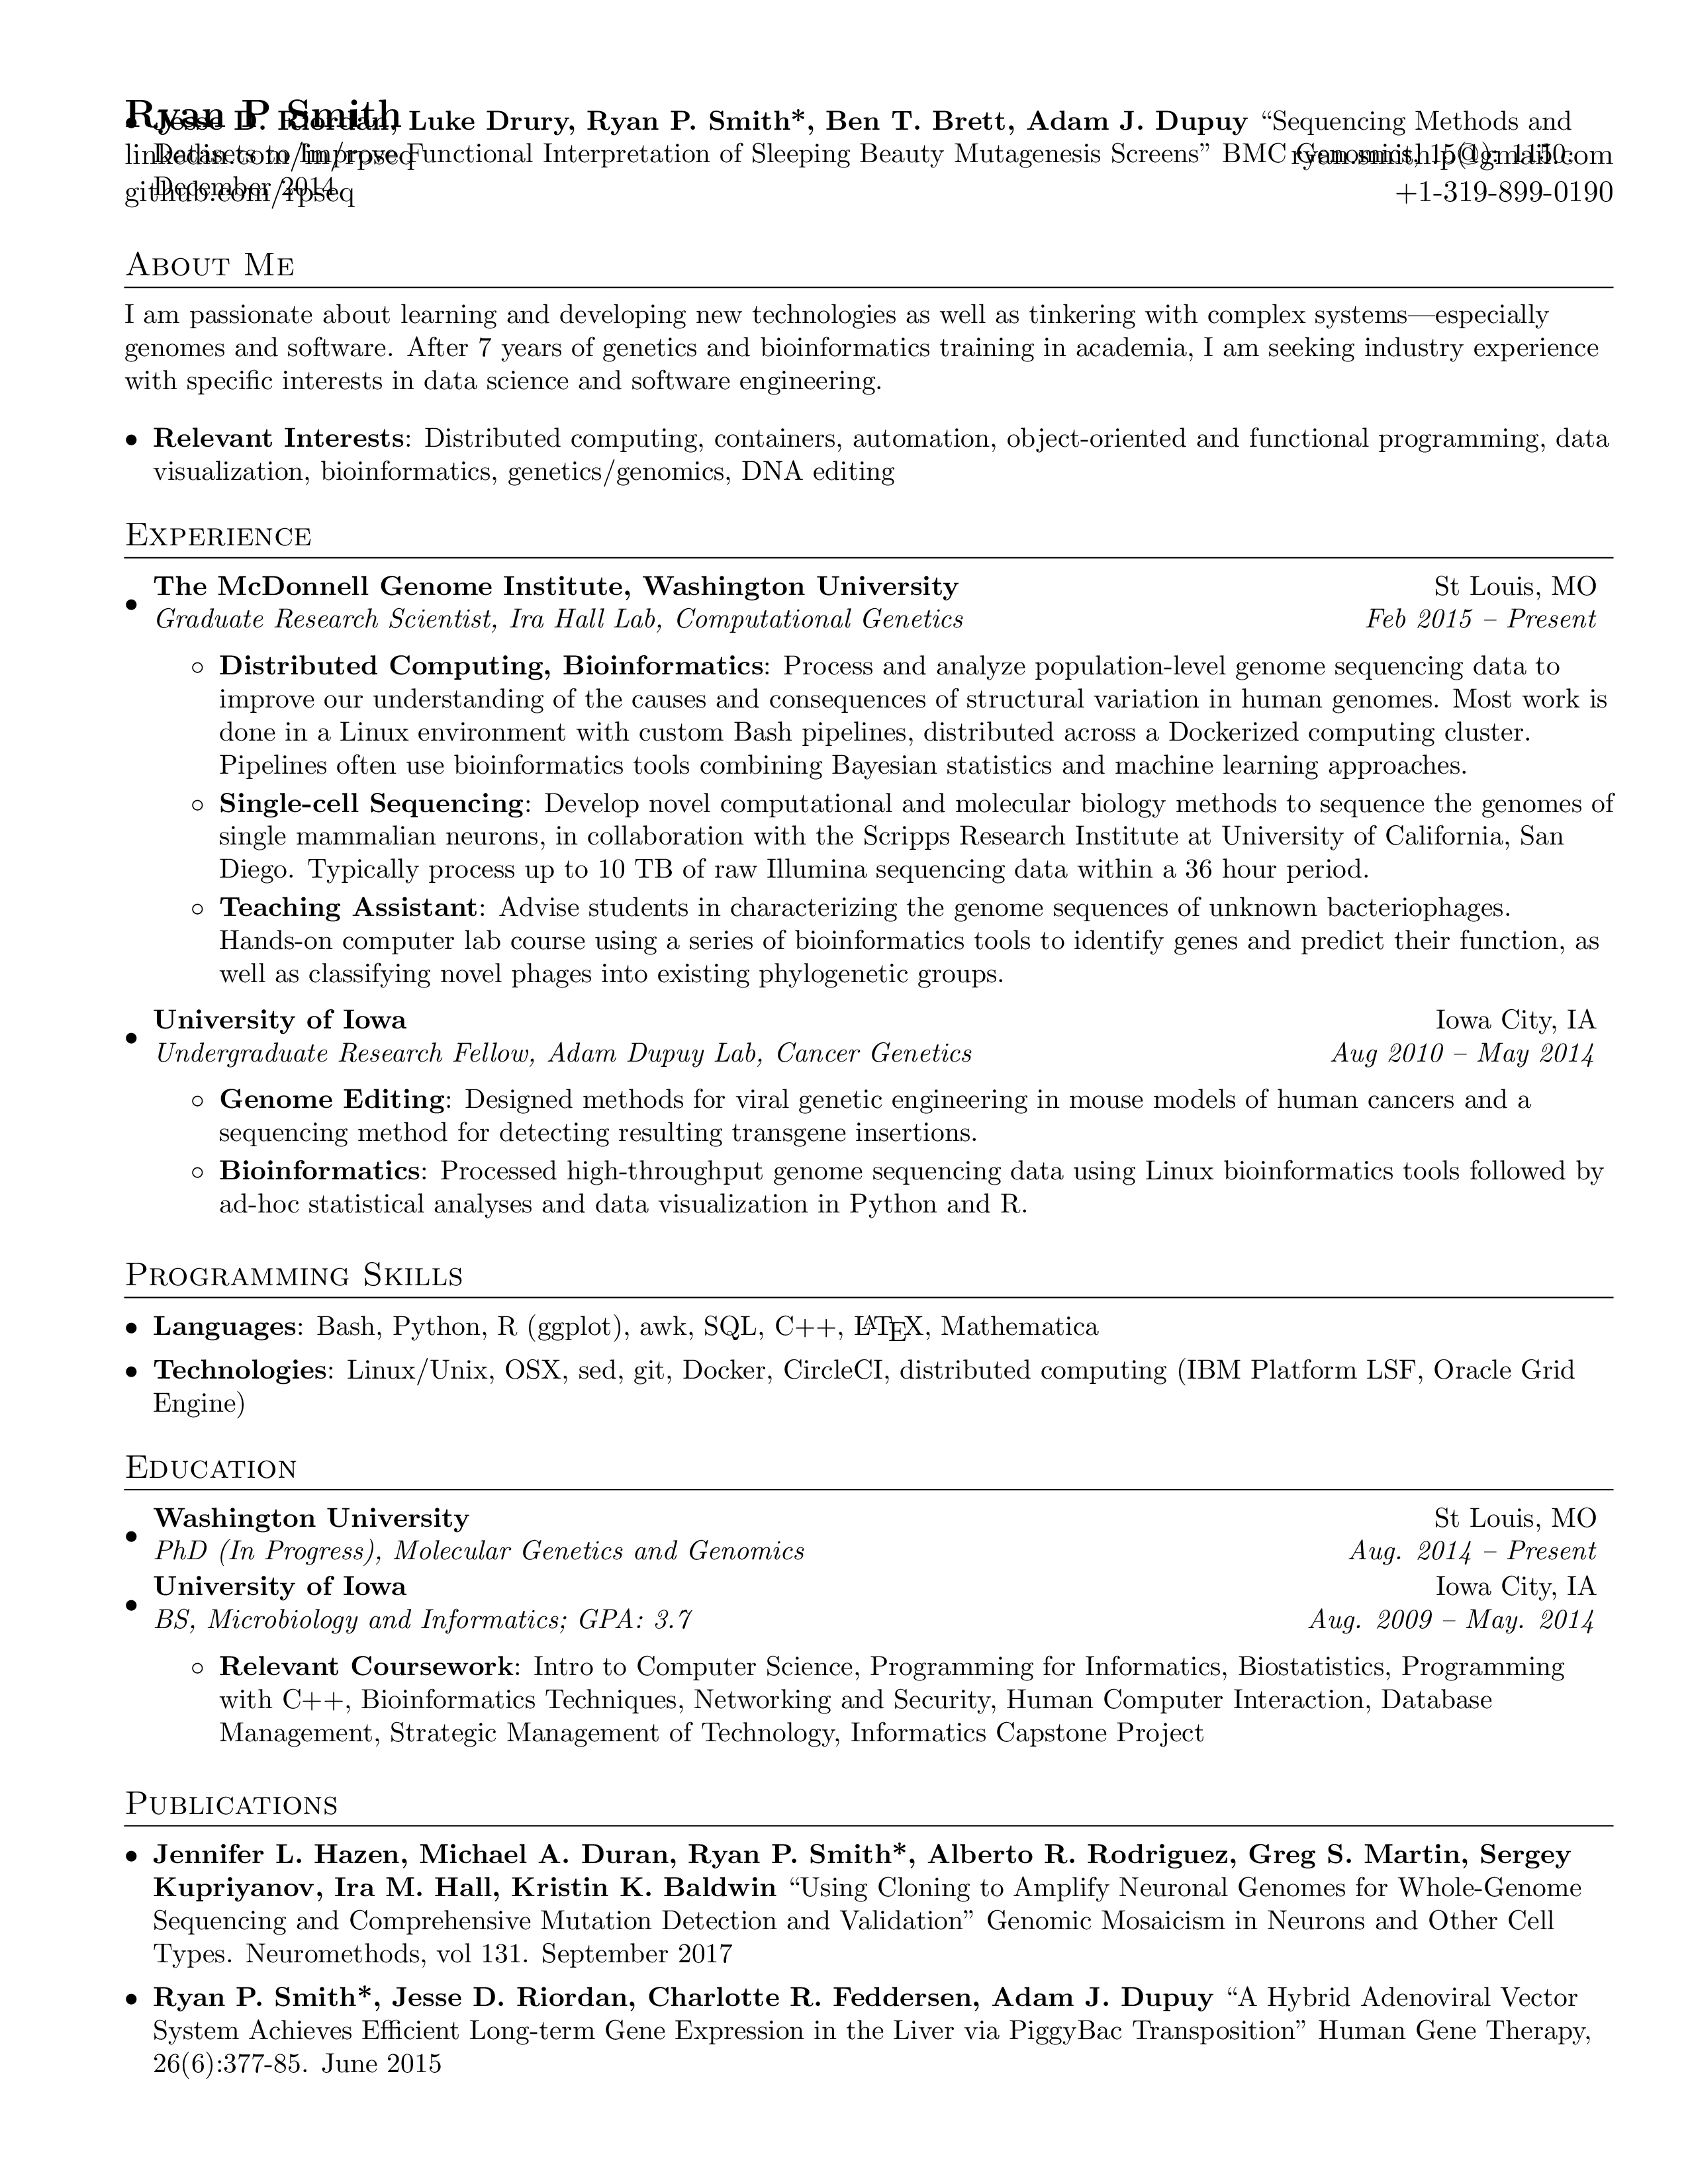 Ryan P Smith
linkedin.com/in/rpseq ryan.smith.p@gmail.com
github.com/rpseq +1-319-899-0190
• Jesse D. Riordan, Luke Drury, Ryan P. Smith*, Ben T. Brett, Adam J. Dupuy “Sequencing Methods and
Datasets to Improve Functional Interpretation of Sleeping Beauty Mutagenesis Screens” BMC Genomics, 15(1): 1150.
December 2014
About Me
I am passionate about learning and developing new technologies as well as tinkering with complex systems—especially
genomes and software. After 7 years of genetics and bioinformatics training in academia, I am seeking industry experience
with specific interests in data science and software engineering.
• Relevant Interests: Distributed computing, containers, automation, object-oriented and functional programming, data
visualization, bioinformatics, genetics/genomics, DNA editing
Experience
• The McDonnell Genome Institute, Washington University St Louis, MO
Graduate Research Scientist, Ira Hall Lab, Computational Genetics Feb 2015 – Present
◦ Distributed Computing, Bioinformatics: Process and analyze population-level genome sequencing data to
improve our understanding of the causes and consequences of structural variation in human genomes. Most work is
done in a Linux environment with custom Bash pipelines, distributed across a Dockerized computing cluster.
Pipelines often use bioinformatics tools combining Bayesian statistics and machine learning approaches.
◦ Single-cell Sequencing: Develop novel computational and molecular biology methods to sequence the genomes of
single mammalian neurons, in collaboration with the Scripps Research Institute at University of California, San
Diego. Typically process up to 10 TB of raw Illumina sequencing data within a 36 hour period.
◦ Teaching Assistant: Advise students in characterizing the genome sequences of unknown bacteriophages.
Hands-on computer lab course using a series of bioinformatics tools to identify genes and predict their function, as
well as classifying novel phages into existing phylogenetic groups.
• University of Iowa Iowa City, IA
Undergraduate Research Fellow, Adam Dupuy Lab, Cancer Genetics Aug 2010 – May 2014
◦ Genome Editing: Designed methods for viral genetic engineering in mouse models of human cancers and a
sequencing method for detecting resulting transgene insertions.
◦ Bioinformatics: Processed high-throughput genome sequencing data using Linux bioinformatics tools followed by
ad-hoc statistical analyses and data visualization in Python and R.
Programming Skills
• Languages: Bash, Python, R (ggplot), awk, SQL, C++, LATEX, Mathematica
• Technologies: Linux/Unix, OSX, sed, git, Docker, CircleCI, distributed computing (IBM Platform LSF, Oracle Grid
Engine)
Education
• Washington University St Louis, MO
PhD (In Progress), Molecular Genetics and Genomics Aug. 2014 – Present
• University of Iowa Iowa City, IA
BS, Microbiology and Informatics; GPA: 3.7 Aug. 2009 – May. 2014
◦ Relevant Coursework: Intro to Computer Science, Programming for Informatics, Biostatistics, Programming
with C++, Bioinformatics Techniques, Networking and Security, Human Computer Interaction, Database
Management, Strategic Management of Technology, Informatics Capstone Project
Publications
• Jennifer L. Hazen, Michael A. Duran, Ryan P. Smith*, Alberto R. Rodriguez, Greg S. Martin, Sergey
Kupriyanov, Ira M. Hall, Kristin K. Baldwin “Using Cloning to Amplify Neuronal Genomes for Whole-Genome
Sequencing and Comprehensive Mutation Detection and Validation” Genomic Mosaicism in Neurons and Other Cell
Types. Neuromethods, vol 131. September 2017
• Ryan P. Smith*, Jesse D. Riordan, Charlotte R. Feddersen, Adam J. Dupuy “A Hybrid Adenoviral Vector
System Achieves Efficient Long-term Gene Expression in the Liver via PiggyBac Transposition” Human Gene Therapy,
26(6):377-85. June 2015